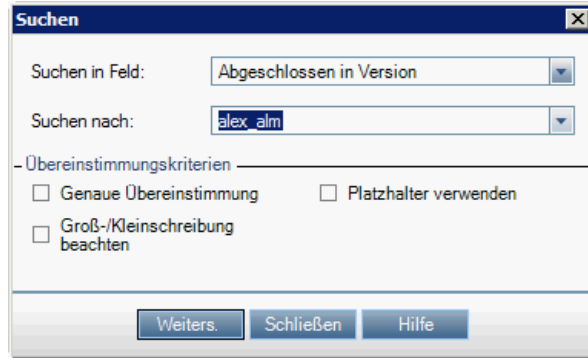 Suchen
Suchen in Feld: Abgeschlossen in Version
Suchen nach: alex_alm
Übereinstimmungskriterien
Genaue Übereinstimmung Platzhalter verwenden
Groß-/Kleinschreibung
beachten
Weiters. Schließen Hilfe